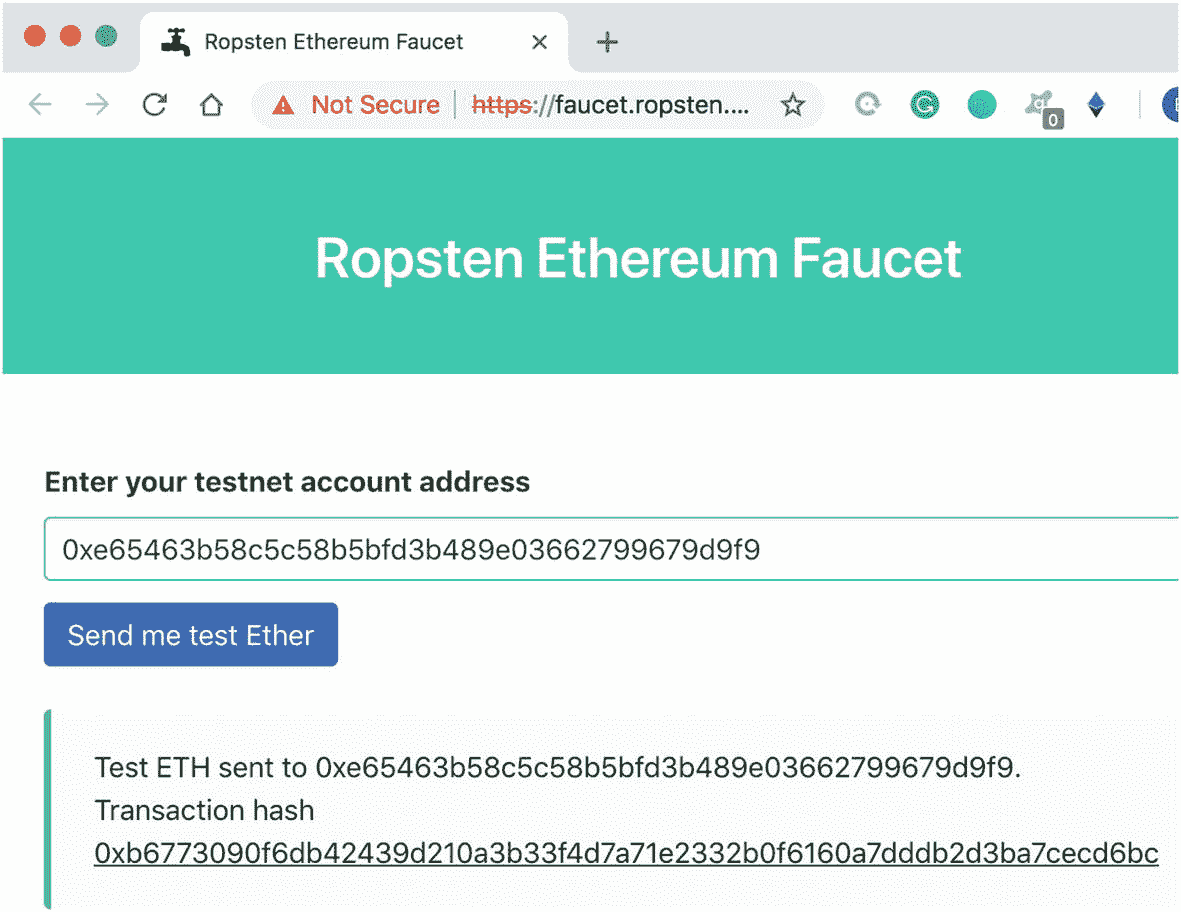 Ropsten Ethereum Faucet
Not Secure https://faucet.ropsten....
0
Ropsten Ethereum Faucet
Enter your testnet account address
0xe65463b58c5c58b5bfd3b489e03662799679d9f9
Send me test Ether
Test ETH sent to 0xe65463b58c5c58b5bfd3b489e03662799679d9f9.
Transaction hash
0xb6773090f6db42439d210a3b33f4d7a71e2332b0f6160a7dddb2d3ba7cecd6bc